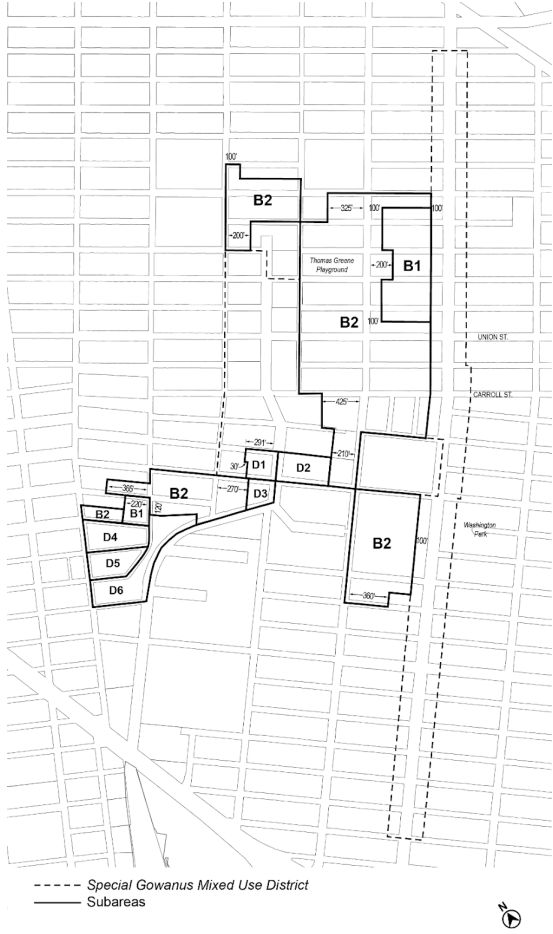 100'
B2
325'
100'
100'
200'
Thomas Greene
Playground
200'
B1
B2
100'
UNION ST.
CARROLL ST.
425'
291'
210'
30'
D1
D2
365'
270'
D3
B2
220'
120'
B2
B1
D4
Washington
Park
B2
100'
D5
D6
360'
Special Gowanus Mixed Use District
Subareas
N